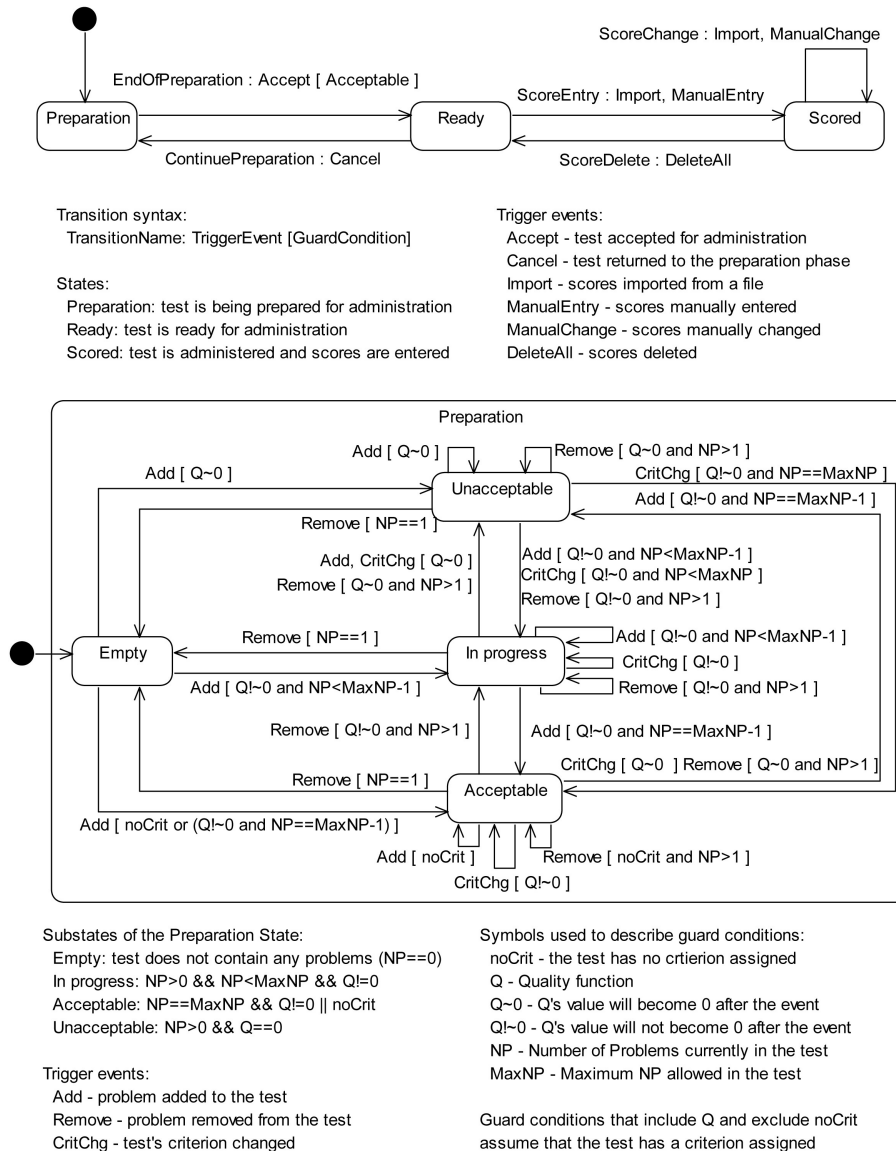 ScoreChange : Import, ManualChange
EndOfPreparation : Accept [ Acceptable ]
ScoreEntry : Import, ManualEntry
Preparation
Ready
Scored
ContinuePreparation : Cancel
ScoreDelete : DeleteAll
Transition syntax:
TransitionName: TriggerEvent [GuardCondition]
States:
Preparation: test is being prepared for administration
Ready: test is ready for administration
Scored: test is administered and scores are entered
Trigger events:
Accept - test accepted for administration
Cancel - test returned to the preparation phase
Import - scores imported from a file
ManualEntry - scores manually entered
ManualChange - scores manually changed
DeleteAll - scores deleted
Preparation
Add [ Q~0 ]
Remove [ Q~0 and NP>1 ]
Add [ Q~0 ]
CritChg [ Q!~0 and NP==MaxNP ]
Unacceptable
Add [ Q!~0 and NP==MaxNP-1 ]
Remove [ NP==1 ]
Add, CritChg [ Q~0 ]
Remove [ Q~0 and NP>1 ]
Add [ Q!~0 and NP<MaxNP-1 ]
CritChg [ Q!~0 and NP<MaxNP ]
Remove [ Q!~0 and NP>1 ]
Remove [ NP==1 ]
Add [ Q!~0 and NP<MaxNP-1 ]
Empty
In progress
CritChg [ Q!~0 ]
Add [ Q!~0 and NP<MaxNP-1 ]
Remove [ Q!~0 and NP>1 ]
Remove [ Q!~0 and NP>1 ]
Add [ Q!~0 and NP==MaxNP-1 ]
Remove [ NP==1 ]
CritChg [ Q~0 ] Remove [ Q~0 and NP>1 ]
Acceptable
Add [ noCrit or (Q!~0 and NP==MaxNP-1) ]
Add [ noCrit ]
Remove [ noCrit and NP>1 ]
CritChg [ Q!~0 ]
Substates of the Preparation State:
Empty: test does not contain any problems (NP==0)
In progress: NP>0 && NP<MaxNP && Q!=0
Acceptable: NP==MaxNP && Q!=0 || noCrit
Unacceptable: NP>0 && Q==0
Trigger events:
Add - problem added to the test
Remove - problem removed from the test
CritChg - test's criterion changed
Symbols used to describe guard conditions:
noCrit - the test has no crtierion assigned
Q - Quality function
Q~0 - Q's value will become 0 after the event
Q!~0 - Q's value will not become 0 after the event
NP - Number of Problems currently in the test
MaxNP - Maximum NP allowed in the test
Guard conditions that include Q and exclude noCrit
assume that the test has a criterion assigned